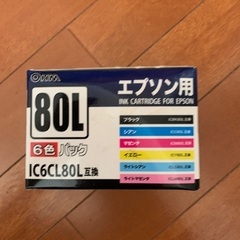 OHM
80L
6色パック
IC6CL80L互換
エプソン用
INK CARTRIDGE FOR EPSON
ブラック
シアン
マゼンタ
イエロー
ライトシアン
ライトマゼンタ